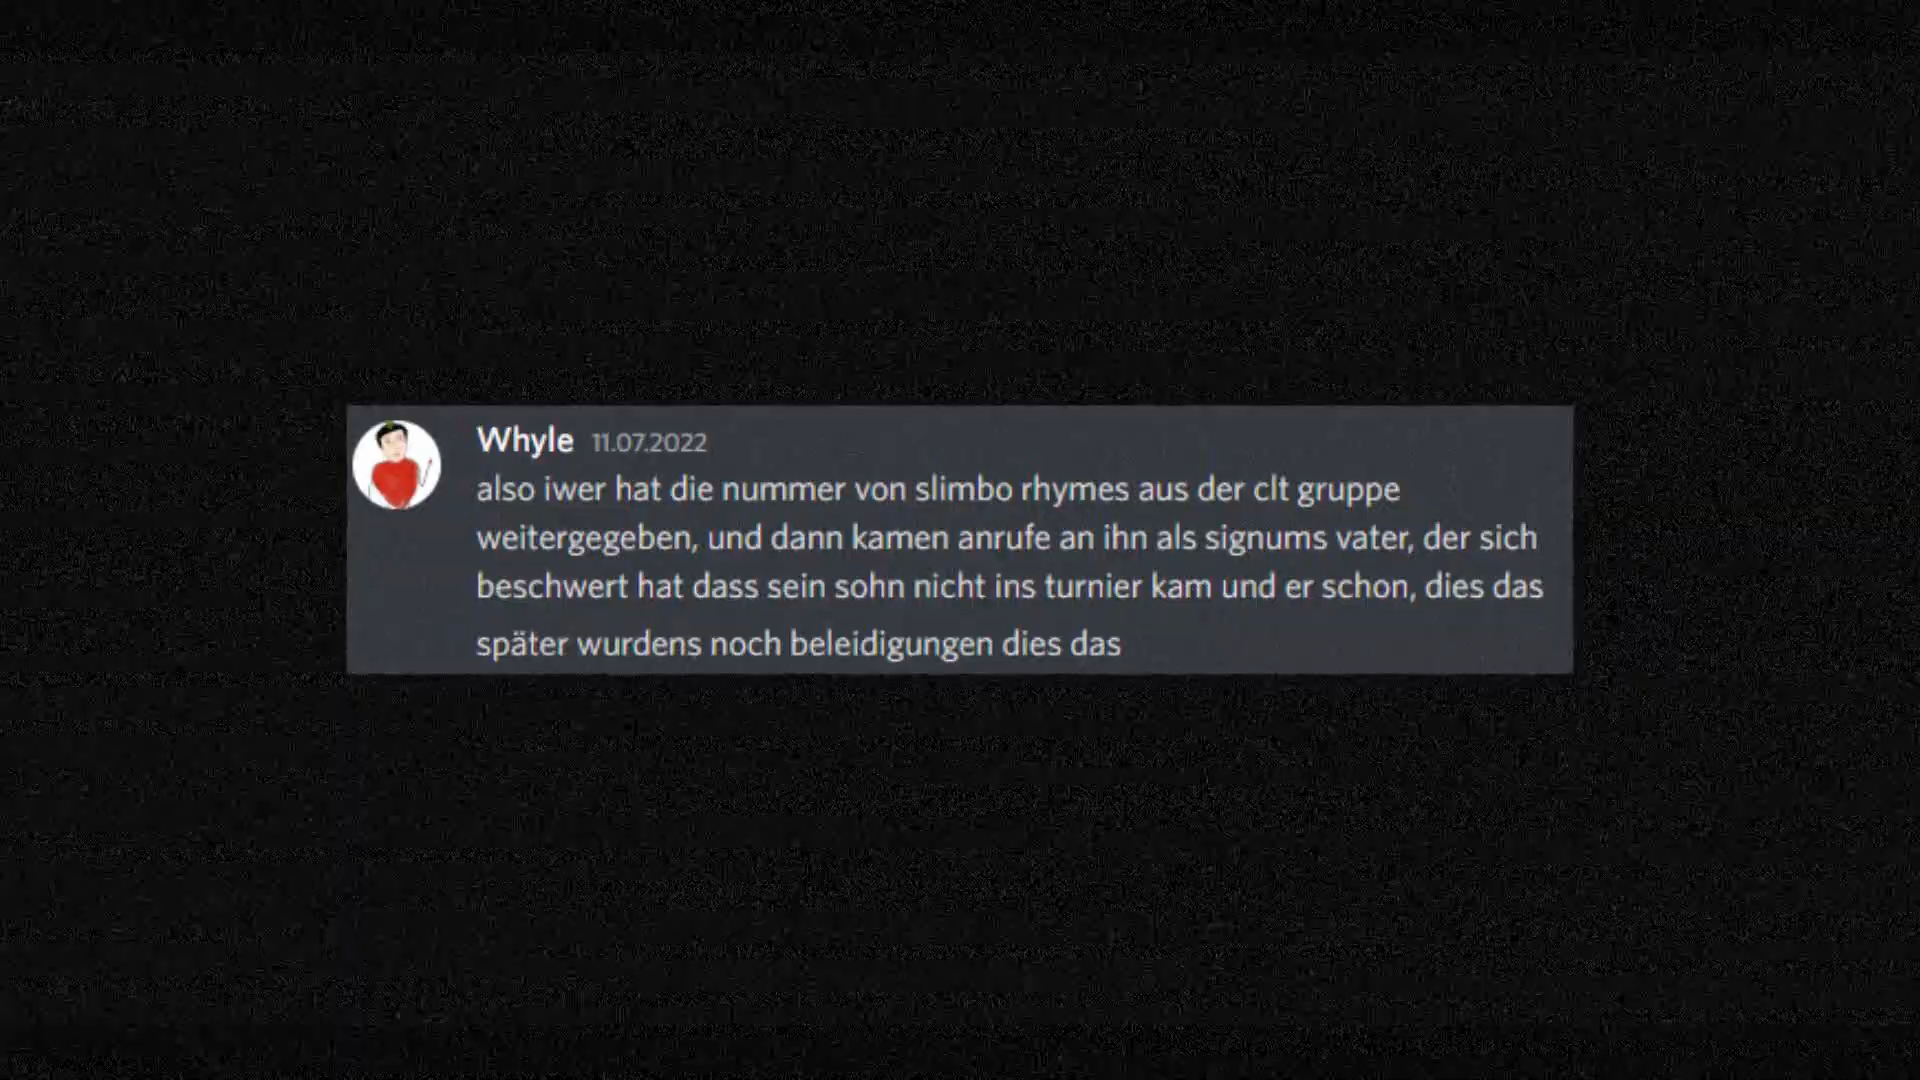 Whyle 11.07.2022
also iwer hat die nummer von slimbo rhymes aus der clt gruppe
weitergegeben, und dann kamen anrufe an ihn als signums vater, der sich
beschwert hat dass sein sohn nicht ins turnier kam und er schon, dies das
später wurdens noch beleidigungen dies das